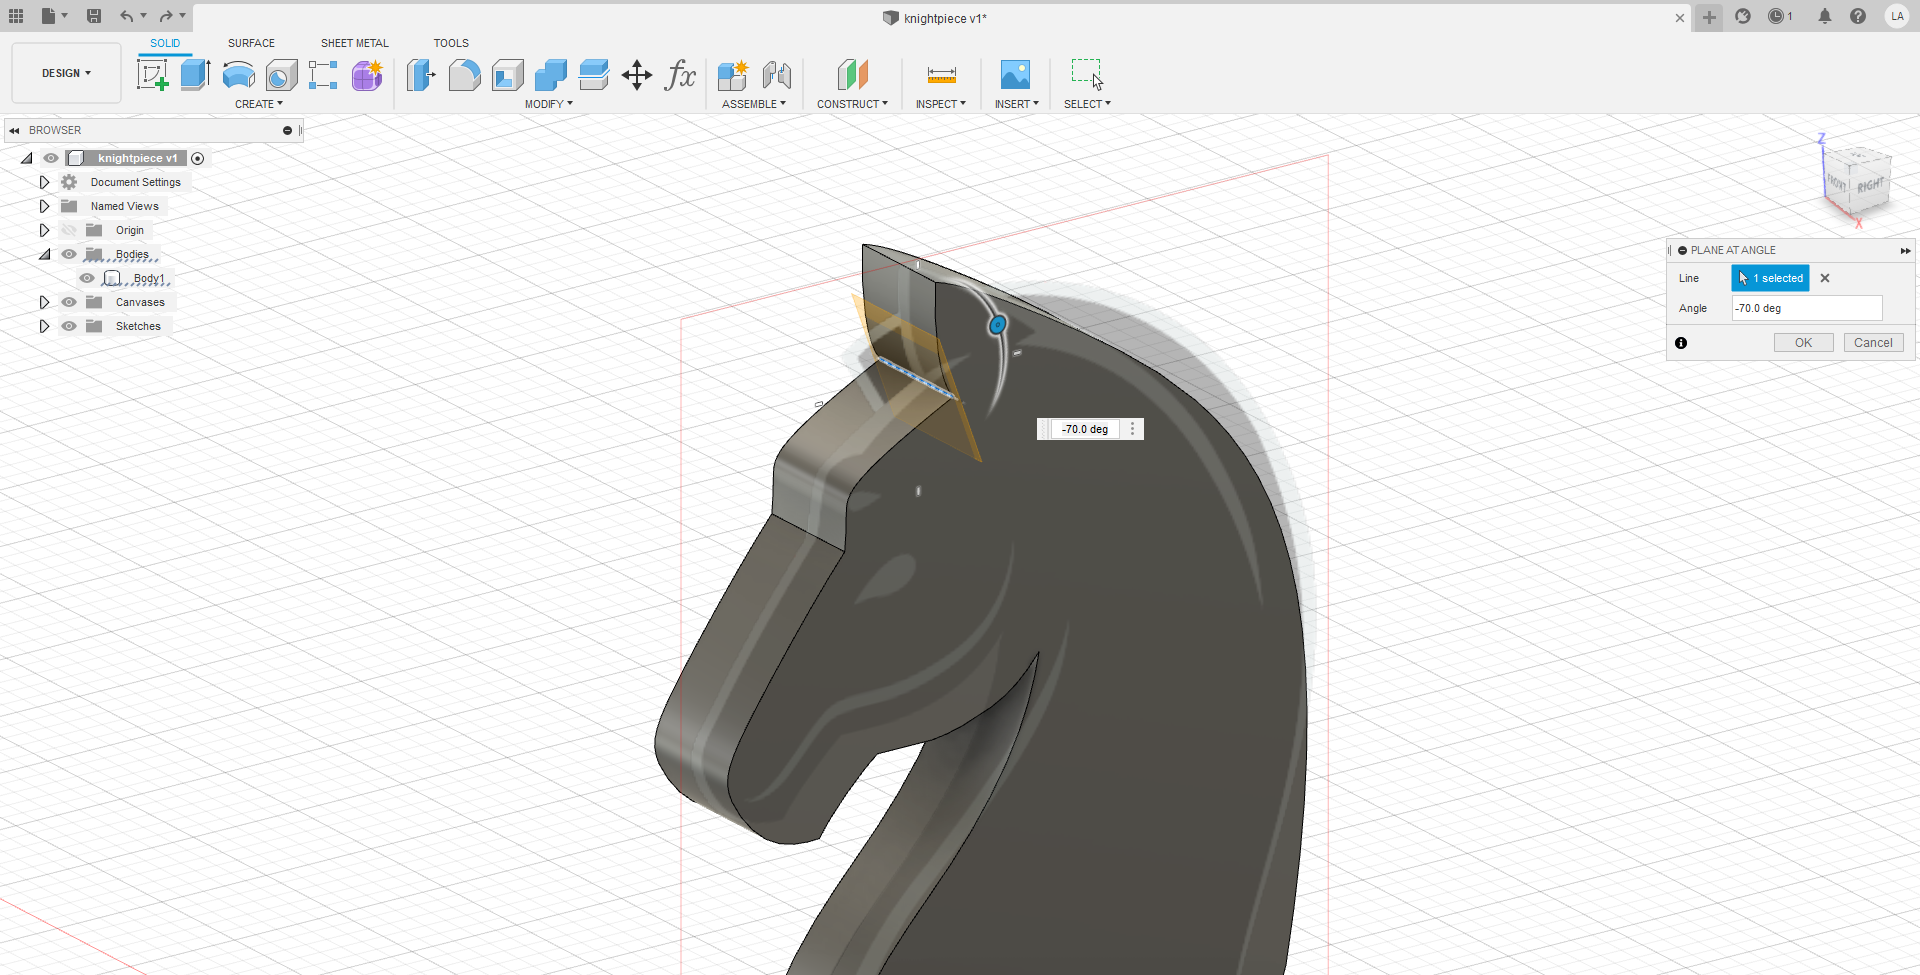 knightpiece v1*
1
LA
DESIGN
SOLID
SURFACE
SHEET METAL
TOOLS
fx
CREATE
MODIFY
ASSEMBLE
CONSTRUCT
INSPECT
INSERT
SELECT
BROWSER
knightpiece v1
Document Settings
Named Views
Origin
Bodies
Body1
Canvases
Sketches
Z
FRONT
RIGHT
X
PLANE AT ANGLE
Line
1 selected
Angle
-70.0 deg
OK
Cancel
-70.0 deg